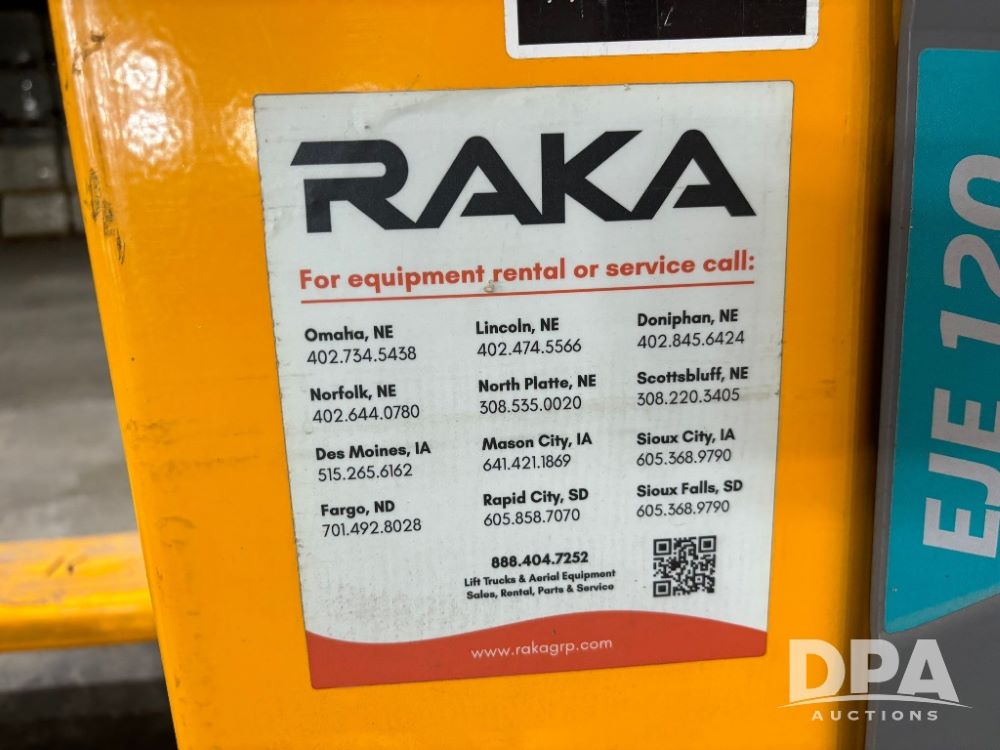 RAKA
For equipment rental or service call:
Omaha, NE
402.734.5438
Lincoln, NE
402.474.5566
Doniphan, NE
402.845.6424
Norfolk, NE
402.644.0780
North Platte, NE
308.535.0020
Scottsbluff, NE
308.220.3405
Des Moines, IA
515.265.6162
Mason City, IA
641.421.1869
Sioux City, IA
605.368.9790
Fargo, ND
701.492.8028
Rapid City, SD
605.858.7070
Sioux Falls, SD
605.368.9790
888.404.7252
Lift Trucks & Aerial Equipment
Sales, Rental, Parts & Service
www.rakagrp.com
EJE 120
DPA
AUCTIONS